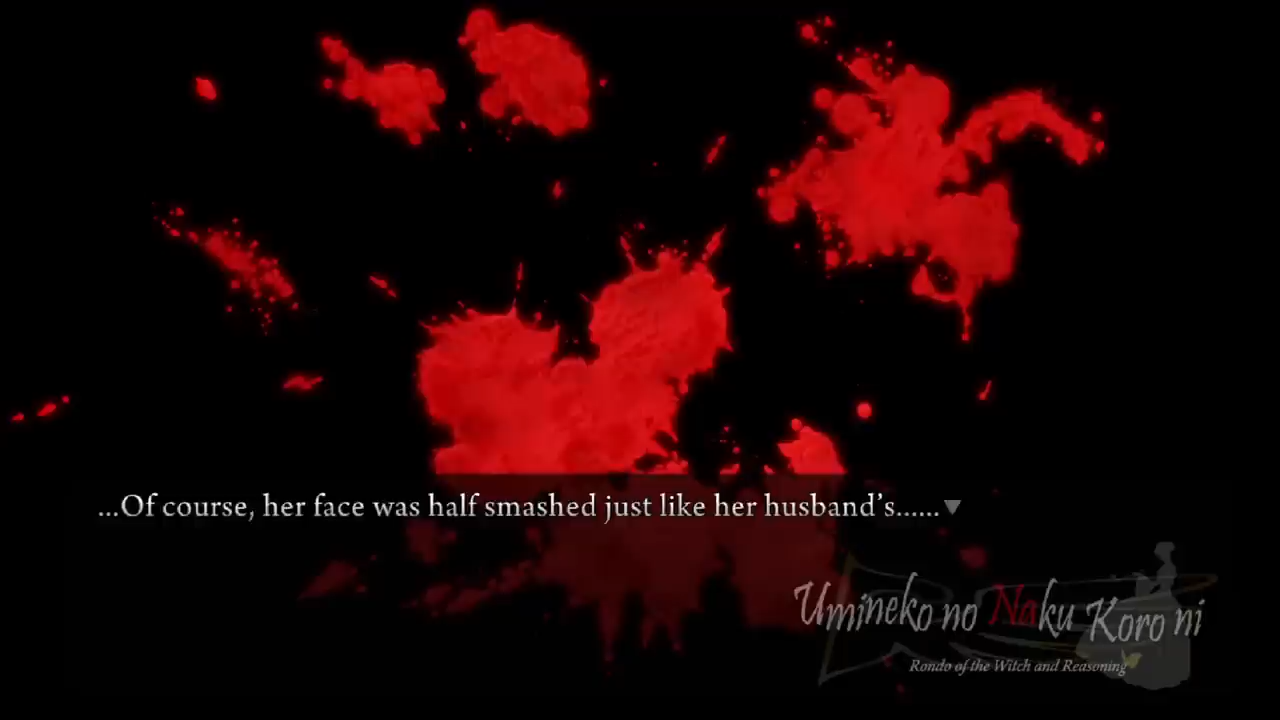 ...Of course, her face was half smashed just like her husband's......
Umineko no Naku Koro ni
Rondo of the Witch and Reasoning